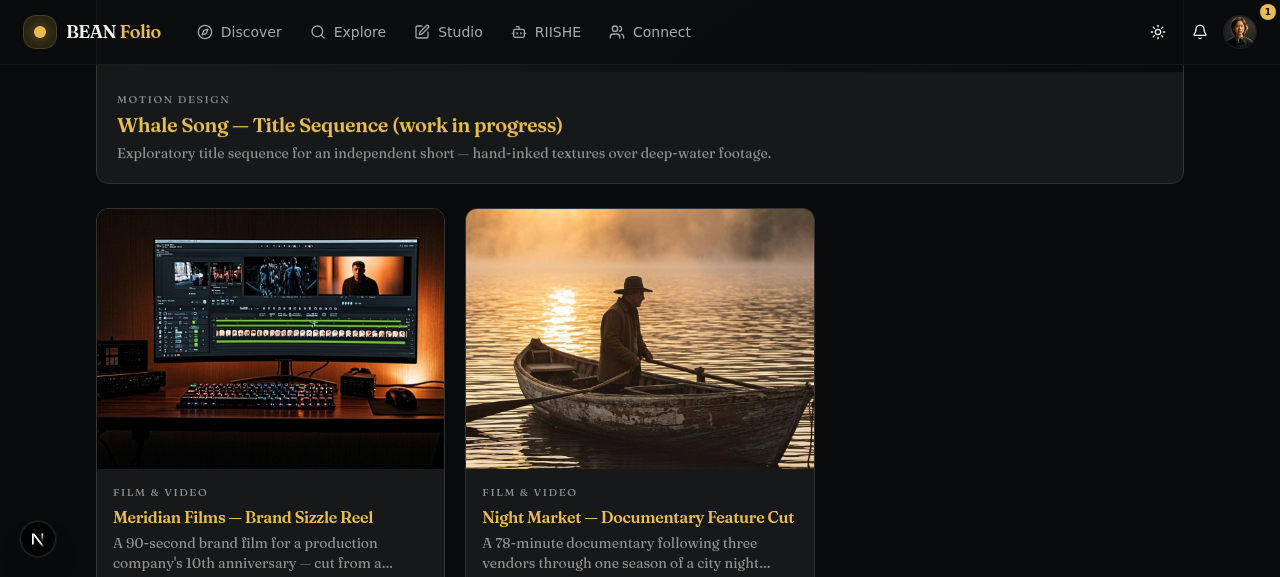 BEAN Folio
Discover
Explore
Studio
RIISHE
Connect
1
MOTION DESIGN
Whale Song — Title Sequence (work in progress)
Exploratory title sequence for an independent short — hand-inked textures over deep-water footage.
FILM & VIDEO
Meridian Films — Brand Sizzle Reel
A 90-second brand film for a production
company's 10th anniversary — cut from a...
FILM & VIDEO
Night Market — Documentary Feature Cut
A 78-minute documentary following three
vendors through one season of a city night...
N